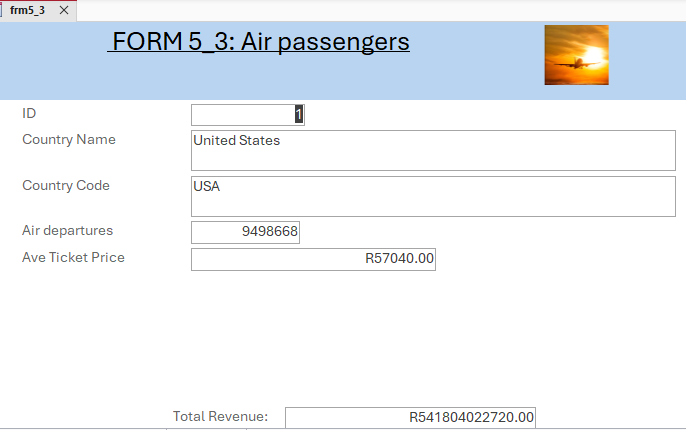 frm5_3
FORM 5_3: Air passengers
ID 1
Country Name United States
Country Code USA
Air departures 9498668
Ave Ticket Price R57040.00
Total Revenue: R541804022720.00